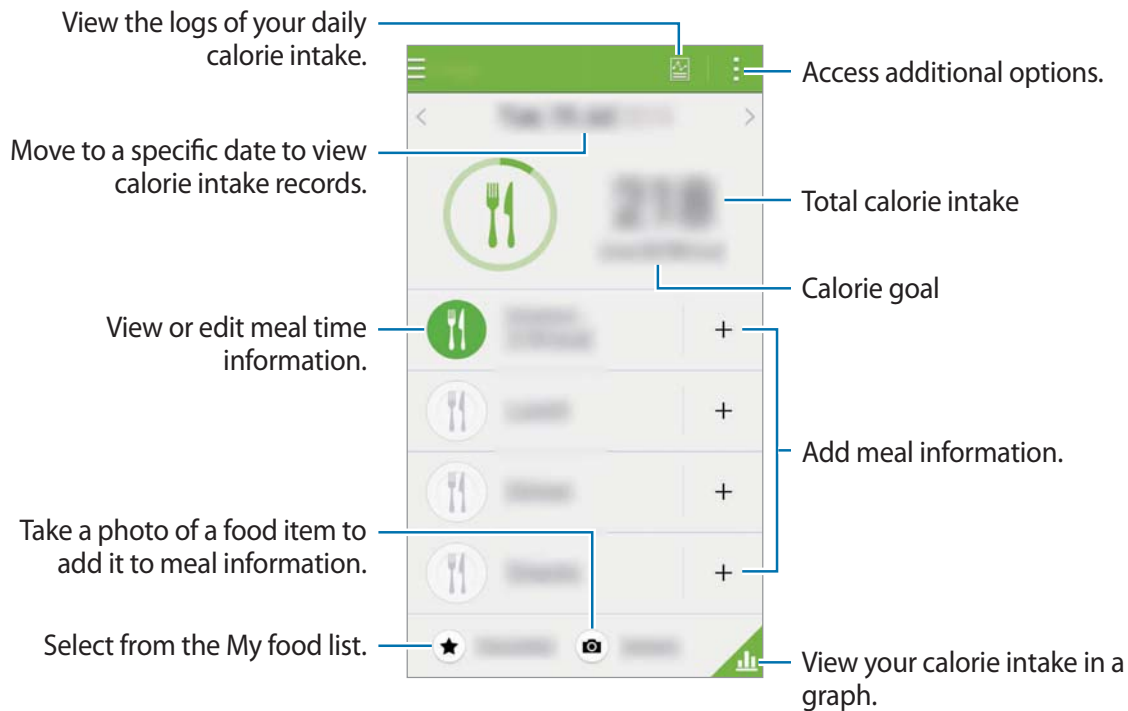 View the logs of your daily
calorie intake.
Access additional options.
Move to a specific date to view
calorie intake records.
218
Total calorie intake
Calorie goal
View or edit meal time
information.
Add meal information.
Take a photo of a food item to
add it to meal information.
Select from the My food list.
View your calorie intake in a
graph.